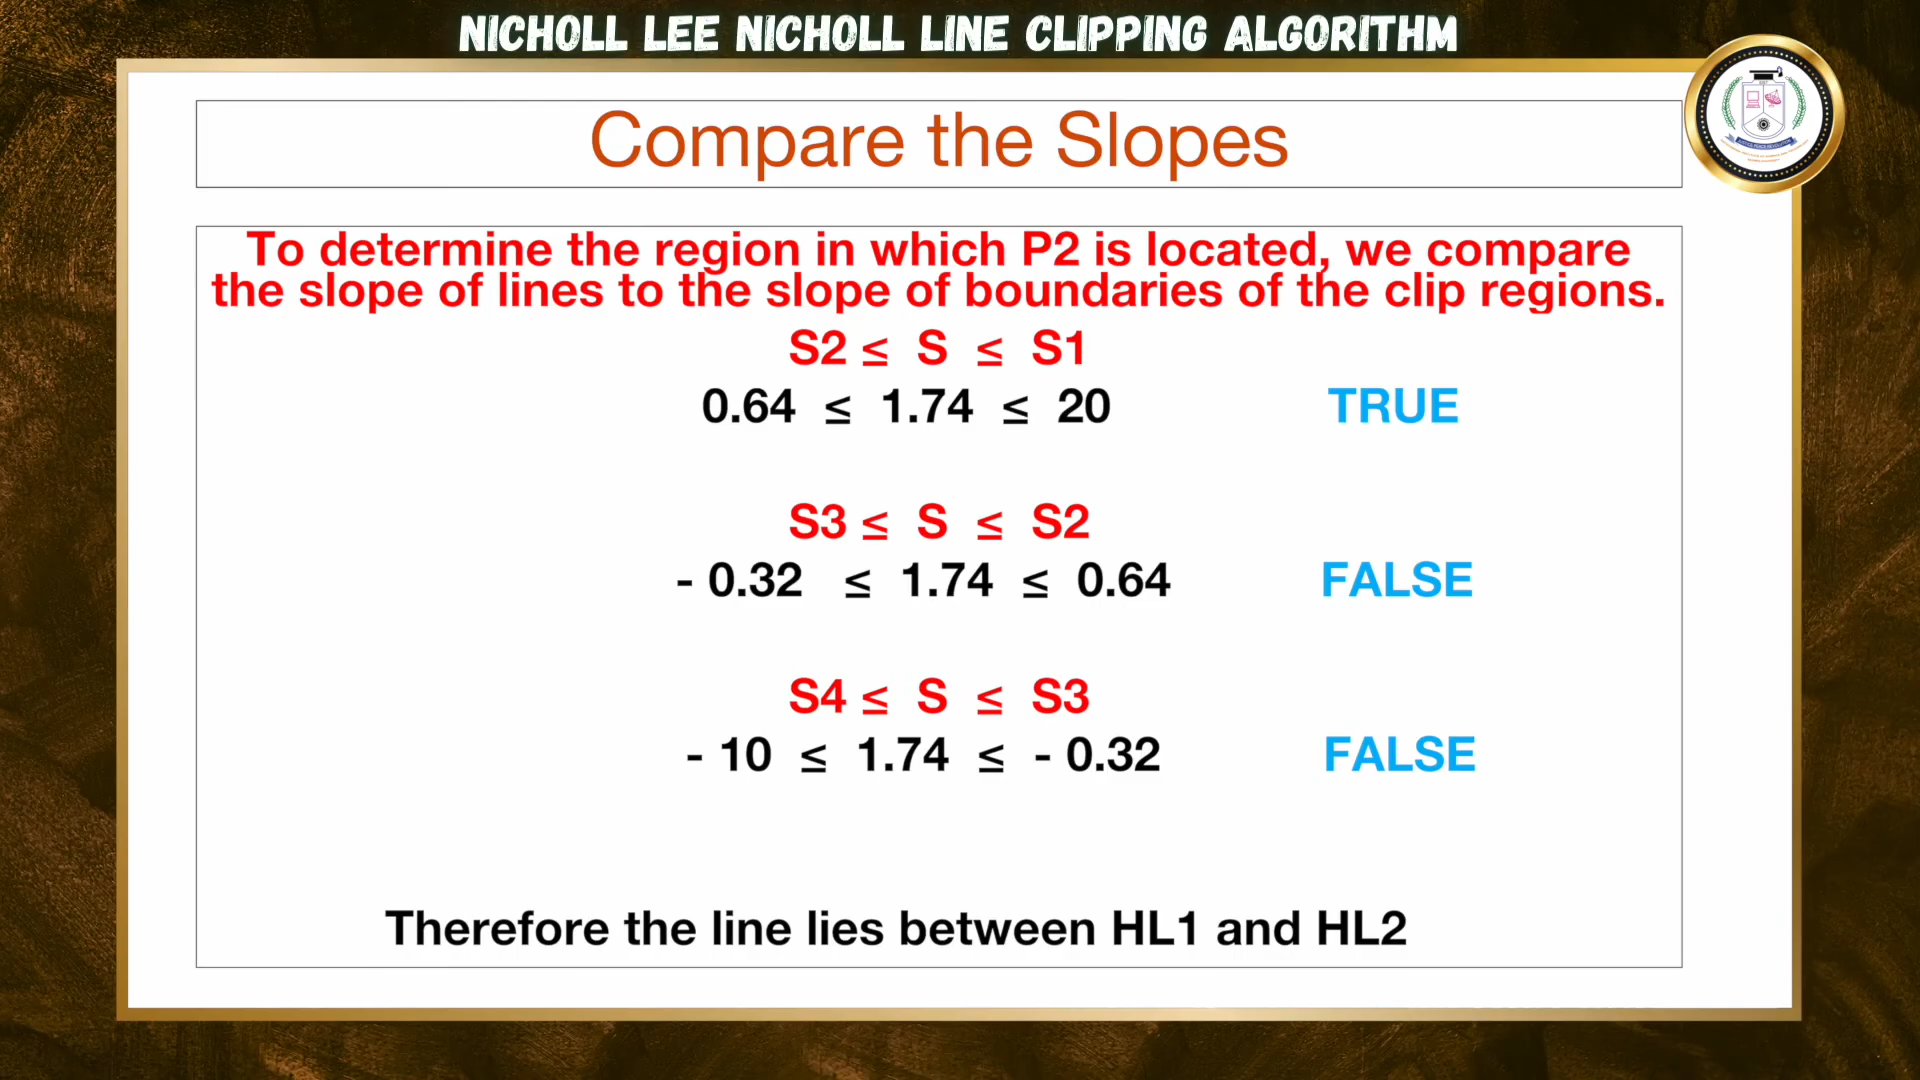 NICHOLL LEE NICHOLL LINE CLIPPING ALGORITHM
Compare the Slopes
To determine the region in which P2 is located, we compare
the slope of lines to the slope of boundaries of the clip regions.
S2 ≤ S ≤ S1
0.64 ≤ 1.74 ≤ 20 TRUE
S3 ≤ S ≤ S2
- 0.32 ≤ 1.74 ≤ 0.64 FALSE
S4 ≤ S ≤ S3
- 10 ≤ 1.74 ≤ - 0.32 FALSE
Therefore the line lies between HL1 and HL2